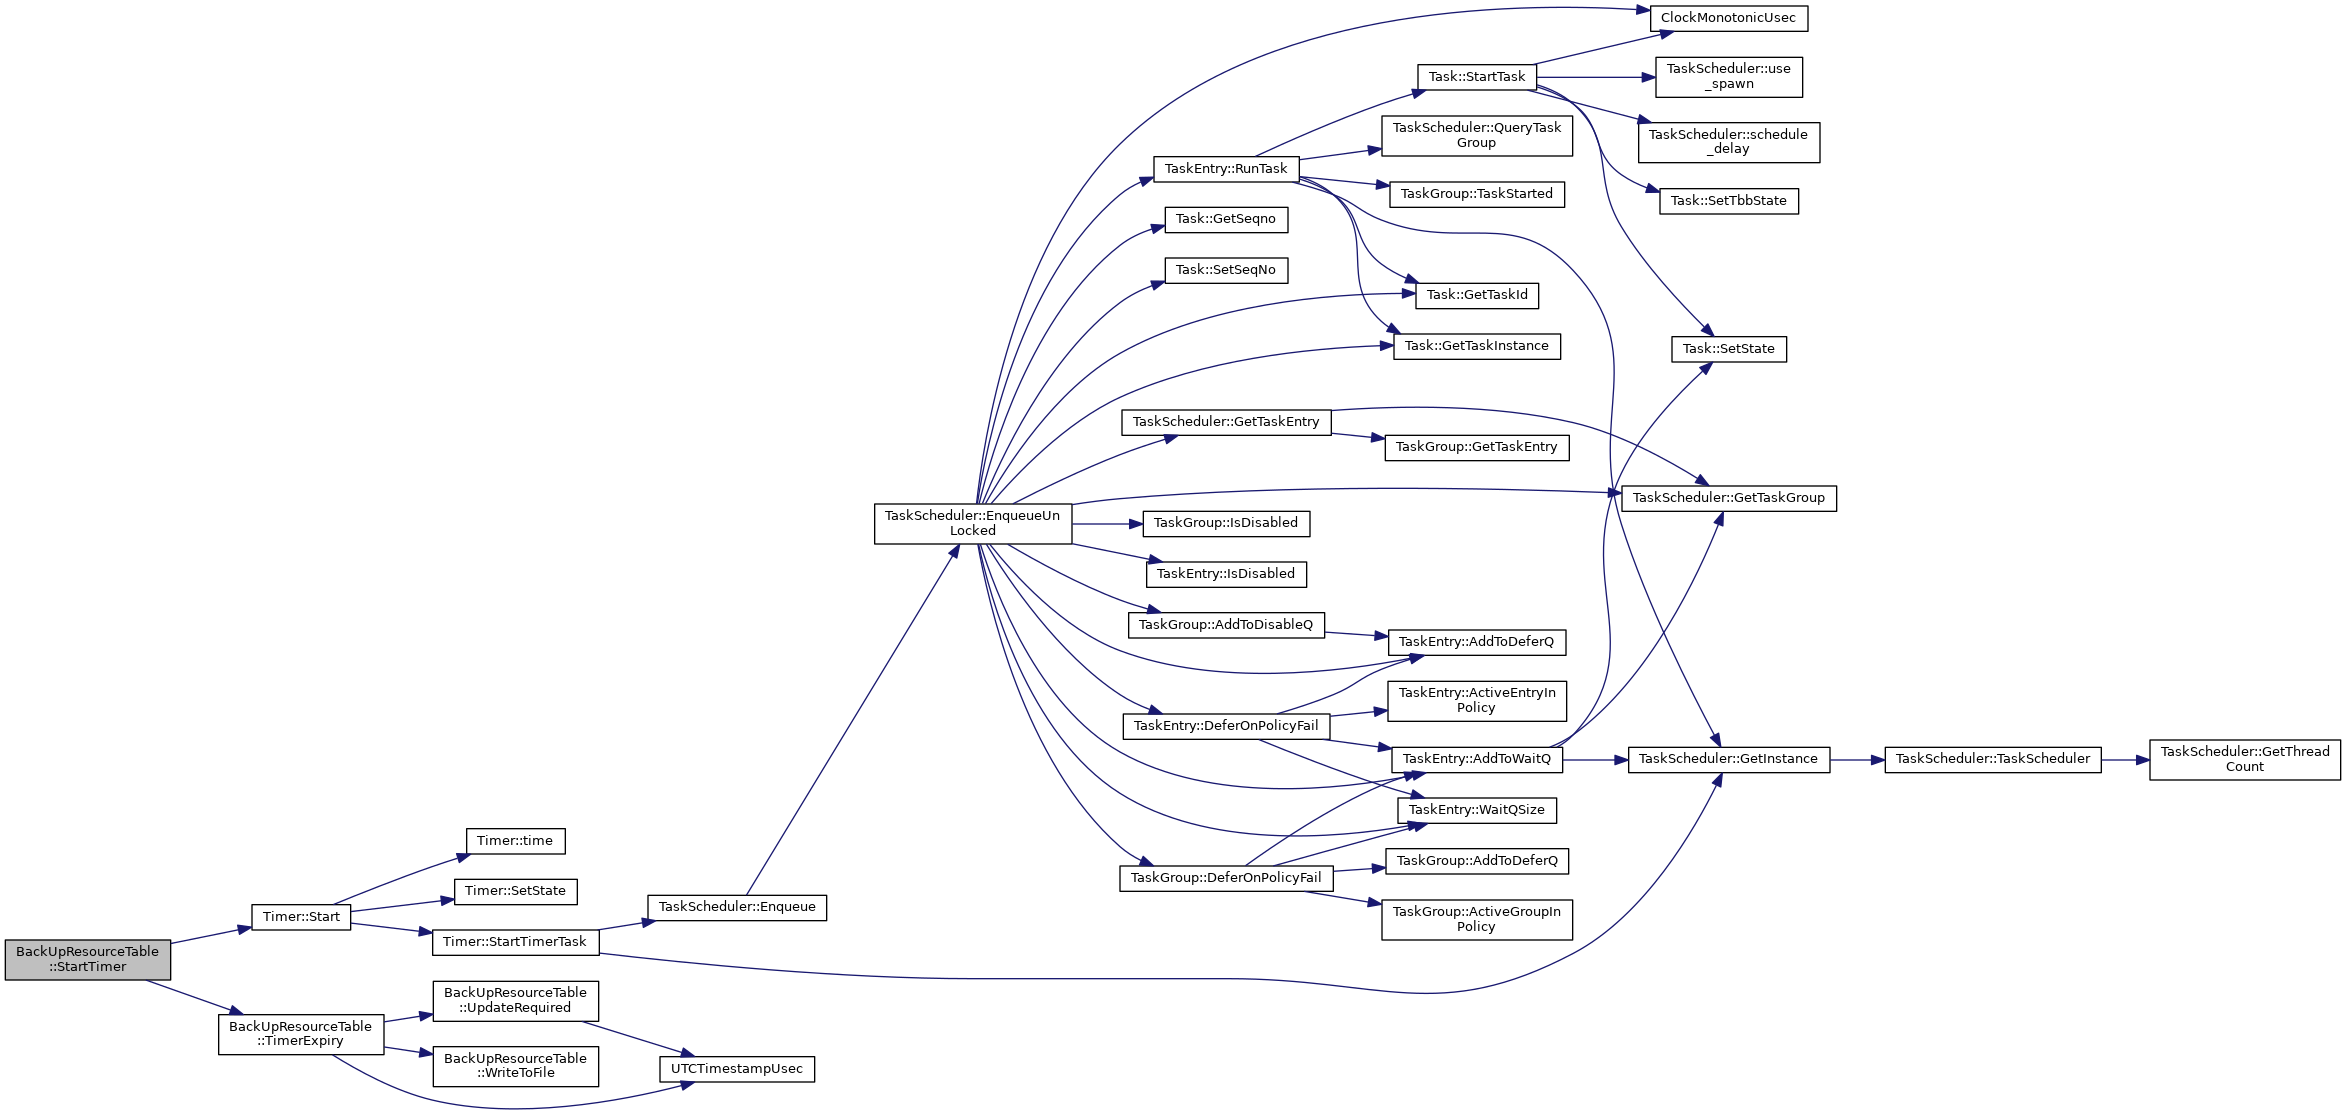 BackUpResourceTable
::StartTimer
Timer::Start
Timer::time
Timer::SetState
Timer::StartTimerTask
BackUpResourceTable
::TimerExpiry
BackUpResourceTable
::UpdateRequired
BackUpResourceTable
::WriteToFile
TaskScheduler::Enqueue
UTCTimestampUsec
TaskScheduler::EnqueueUn
Locked
TaskEntry::RunTask
Task::GetSeqno
Task::SetSeqNo
TaskScheduler::GetTaskEntry
TaskGroup::IsDisabled
TaskEntry::IsDisabled
TaskGroup::AddToDisableQ
TaskEntry::DeferOnPolicyFail
TaskGroup::DeferOnPolicyFail
Task::StartTask
TaskScheduler::QueryTask
Group
TaskGroup::TaskStarted
Task::GetTaskId
Task::GetTaskInstance
TaskGroup::GetTaskEntry
TaskEntry::AddToDeferQ
TaskEntry::ActiveEntryIn
Policy
TaskEntry::AddToWaitQ
TaskEntry::WaitQSize
TaskGroup::AddToDeferQ
TaskGroup::ActiveGroupIn
Policy
ClockMonotonicUsec
TaskScheduler::use
_spawn
TaskScheduler::schedule
_delay
Task::SetTbbState
Task::SetState
TaskScheduler::GetTaskGroup
TaskScheduler::GetInstance
TaskScheduler::TaskScheduler
TaskScheduler::GetThread
Count